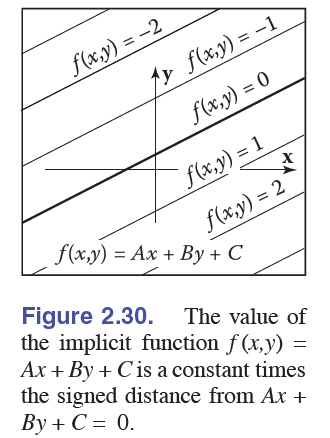 f(x,y) = -2
f(x,y) = -1
y
f(x,y) = 0
f(x,y) = 1
x
f(x,y) = 2
f(x,y) = Ax + By + C
Figure 2.30. The value of
the implicit function f (x,y) =
Ax + By + C is a constant times
the signed distance from Ax +
By + C = 0.